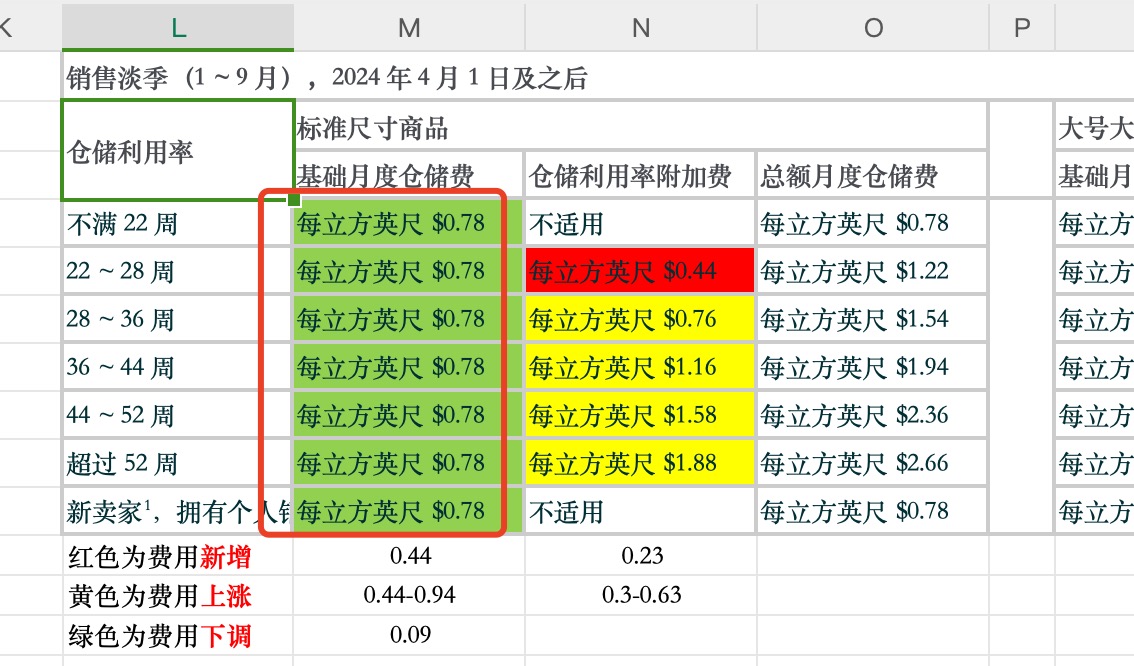 K L M N O P
销售淡季（1 ~ 9 月），2024 年 4 月 1 日及之后
仓储利用率 标准尺寸商品 大号大
基础月度仓储费 仓储利用率附加费 总额月度仓储费 基础月
不满 22 周 每立方英尺 $0.78 不适用 每立方英尺 $0.78 每立方
22 ~ 28 周 每立方英尺 $0.78 每立方英尺 $0.44 每立方英尺 $1.22 每立方
28 ~ 36 周 每立方英尺 $0.78 每立方英尺 $0.76 每立方英尺 $1.54 每立方
36 ~ 44 周 每立方英尺 $0.78 每立方英尺 $1.16 每立方英尺 $1.94 每立方
44 ~ 52 周 每立方英尺 $0.78 每立方英尺 $1.58 每立方英尺 $2.36 每立方
超过 52 周 每立方英尺 $0.78 每立方英尺 $1.88 每立方英尺 $2.66 每立方
新卖家¹，拥有个人销 每立方英尺 $0.78 不适用 每立方英尺 $0.78 每立方
红色为费用新增 0.44 0.23
黄色为费用上涨 0.44-0.94 0.3-0.63
绿色为费用下调 0.09